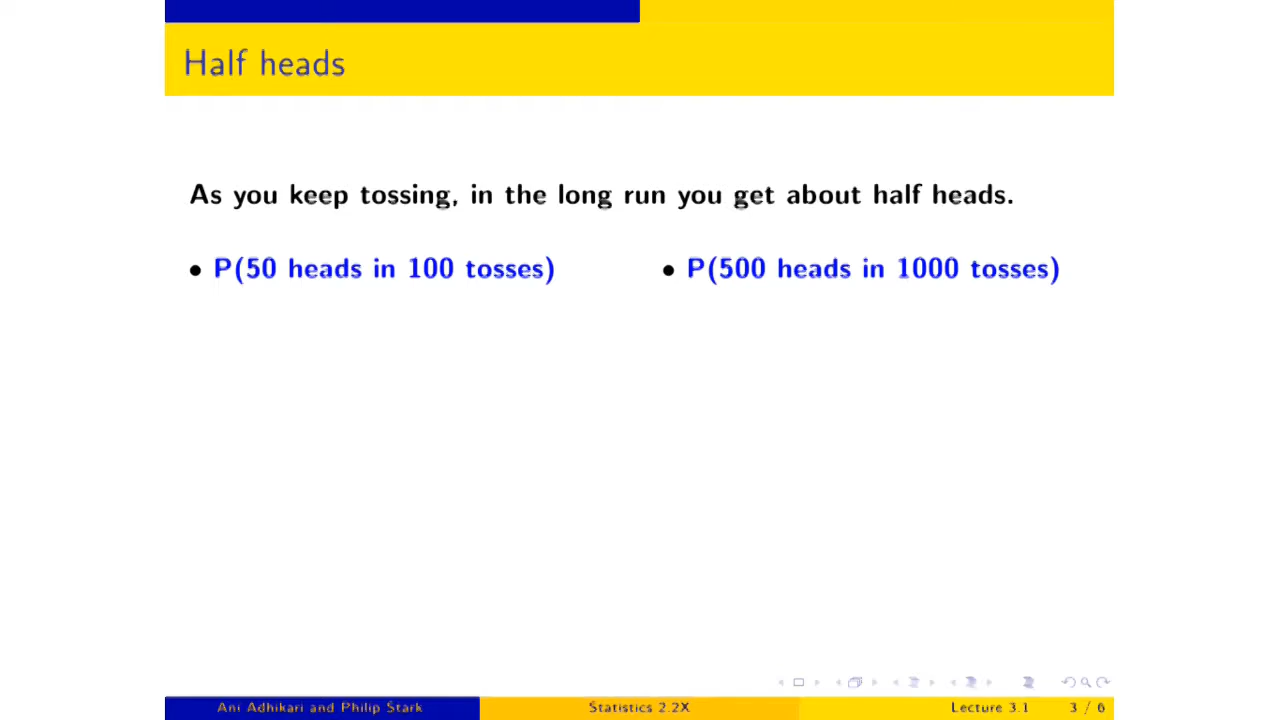 Half heads
As you keep tossing, in the long run you get about half heads.
• P(50 heads in 100 tosses)
• P(500 heads in 1000 tosses)
Ani Adhikari and Philip Stark
Statistics 2.2X
Lecture 3.1
3 / 6